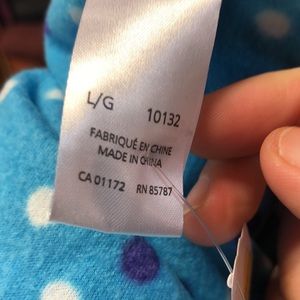 L/G 10132
FABRIQUÉ EN CHINE
MADE IN CHINA
CA 01172 RN 85787